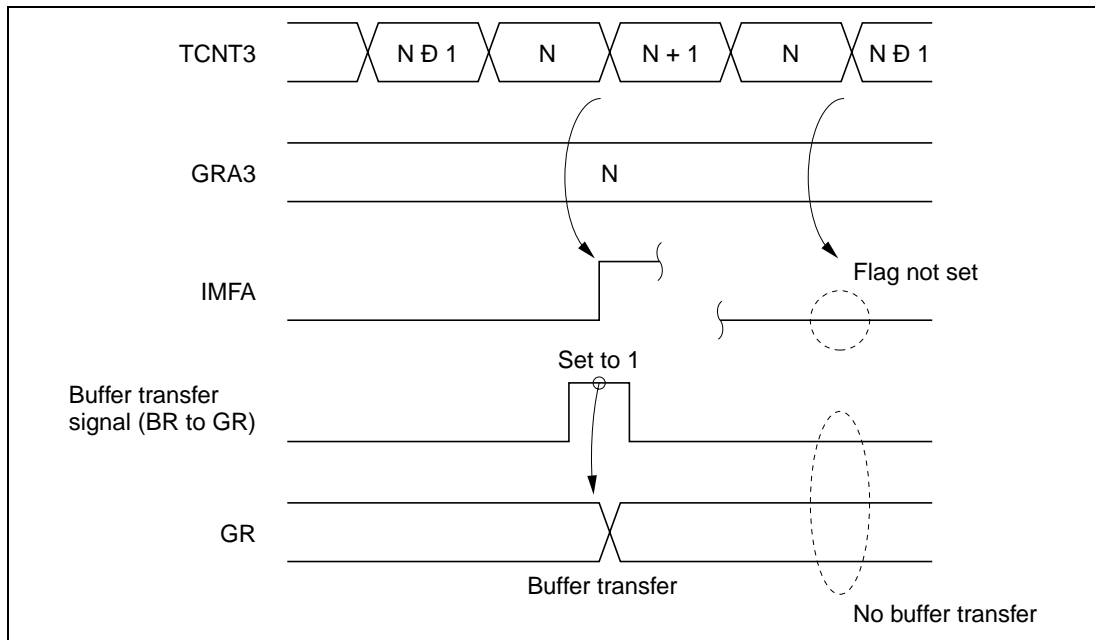 TCNT3
N Ð 1
N
N + 1
N
N Ð 1
GRA3
N
IMFA
Flag not set
Set to 1
Buffer transfer
signal (BR to GR)
GR
Buffer transfer
No buffer transfer